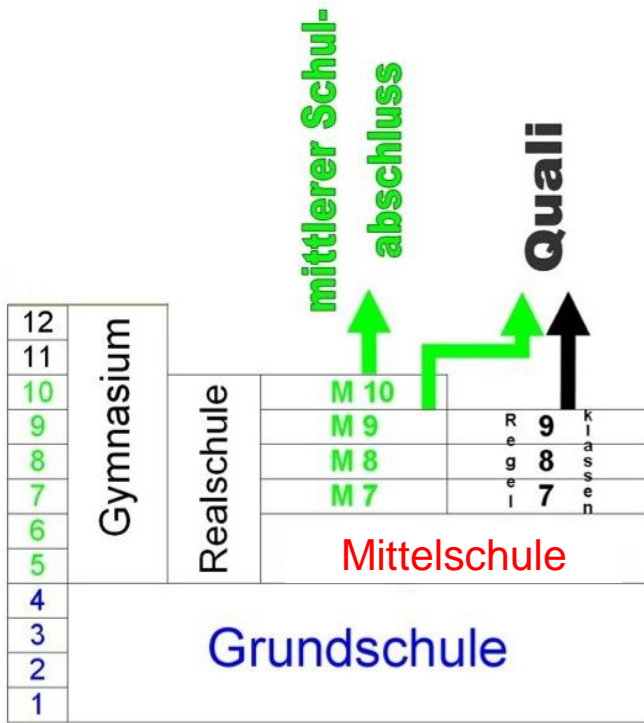 mittlerer Schul-
abschluss
Quali
12
11
10
9
8
7
6
5
4
3
2
1
Gymnasium
Realschule
M 10
M 9
M 8
M 7
Regel
9
8
7
klassen
Mittelschule
Grundschule